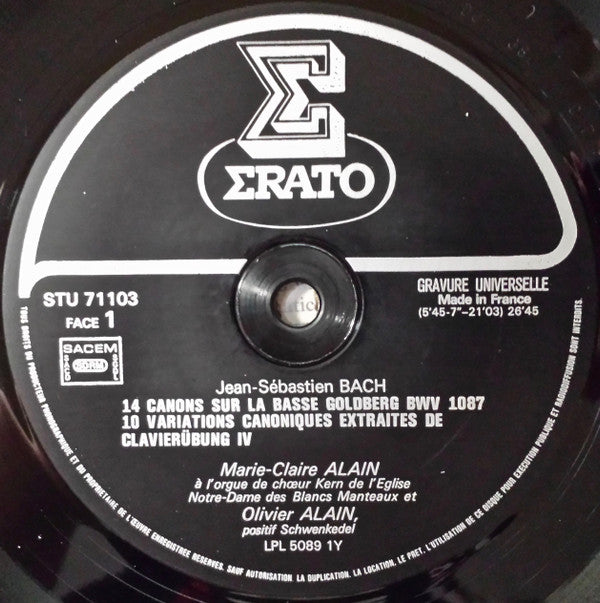 Σ
ΣRATO
STU 71103
FACE 1
SACEM
SACD
SDRM
SGDL
GRAVURE UNIVERSELLE
Made in France
(5'45-7"-21'03) 26'45
Jean-Sébastien BACH
14 CANONS SUR LA BASSE GOLDBERG BWV 1087
10 VARIATIONS CANONIQUES EXTRAITES DE
CLAVIERÜBUNG IV
Marie-Claire ALAIN
à l'orgue de chœur Kern de l'Eglise
Notre-Dame des Blancs Manteaux et
Olivier ALAIN,
positif Schwenkedel
LPL 5089 1Y
TOUS DROITS DU PRODUCTEUR PHONOGRAPHIQUE ET DU PROPRIETAIRE DE L'ŒUVRE ENREGISTREE RESERVES. SAUF AUTORISATION. LA DUPLICATION. LA LOCATION. LE PRET. L'UTILISATION DE CE DISQUE POUR EXECUTION PUBLIQUE ET RADIODIFFUSION SONT INTERDITS.